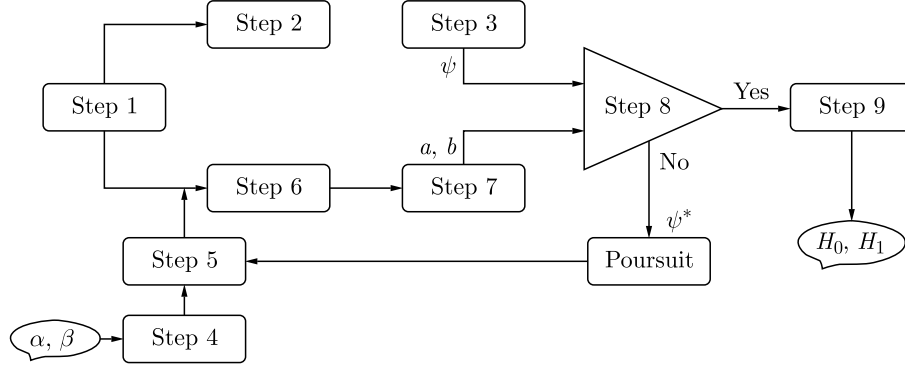 Step 2
Step 3
ψ
Step 1
Step 8
Yes
Step 9
a, b
No
Step 6
Step 7
ψ*
H₀, H₁
Step 5
Poursuit
α, β
Step 4